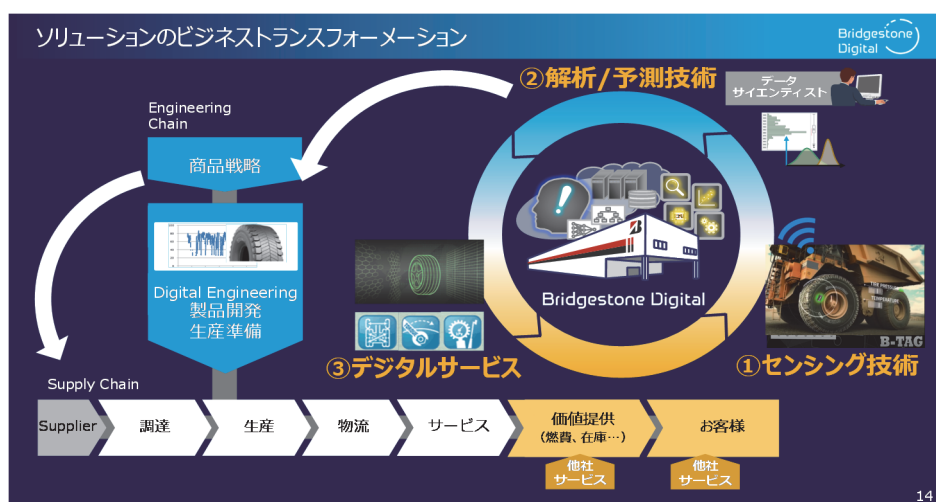 ソリューションのビジネストランスフォーメーション
Bridgestone
Digital
②解析/予測技術
データ
サイエンティスト
Engineering
Chain
商品戦略
Digital Engineering
製品開発
生産準備
Bridgestone Digital
B-TAG
①センシング技術
③デジタルサービス
Supply Chain
Supplier
調達
生産
物流
サービス
価値提供
(燃費、在庫…)
お客様
他社
サービス
他社
サービス
14